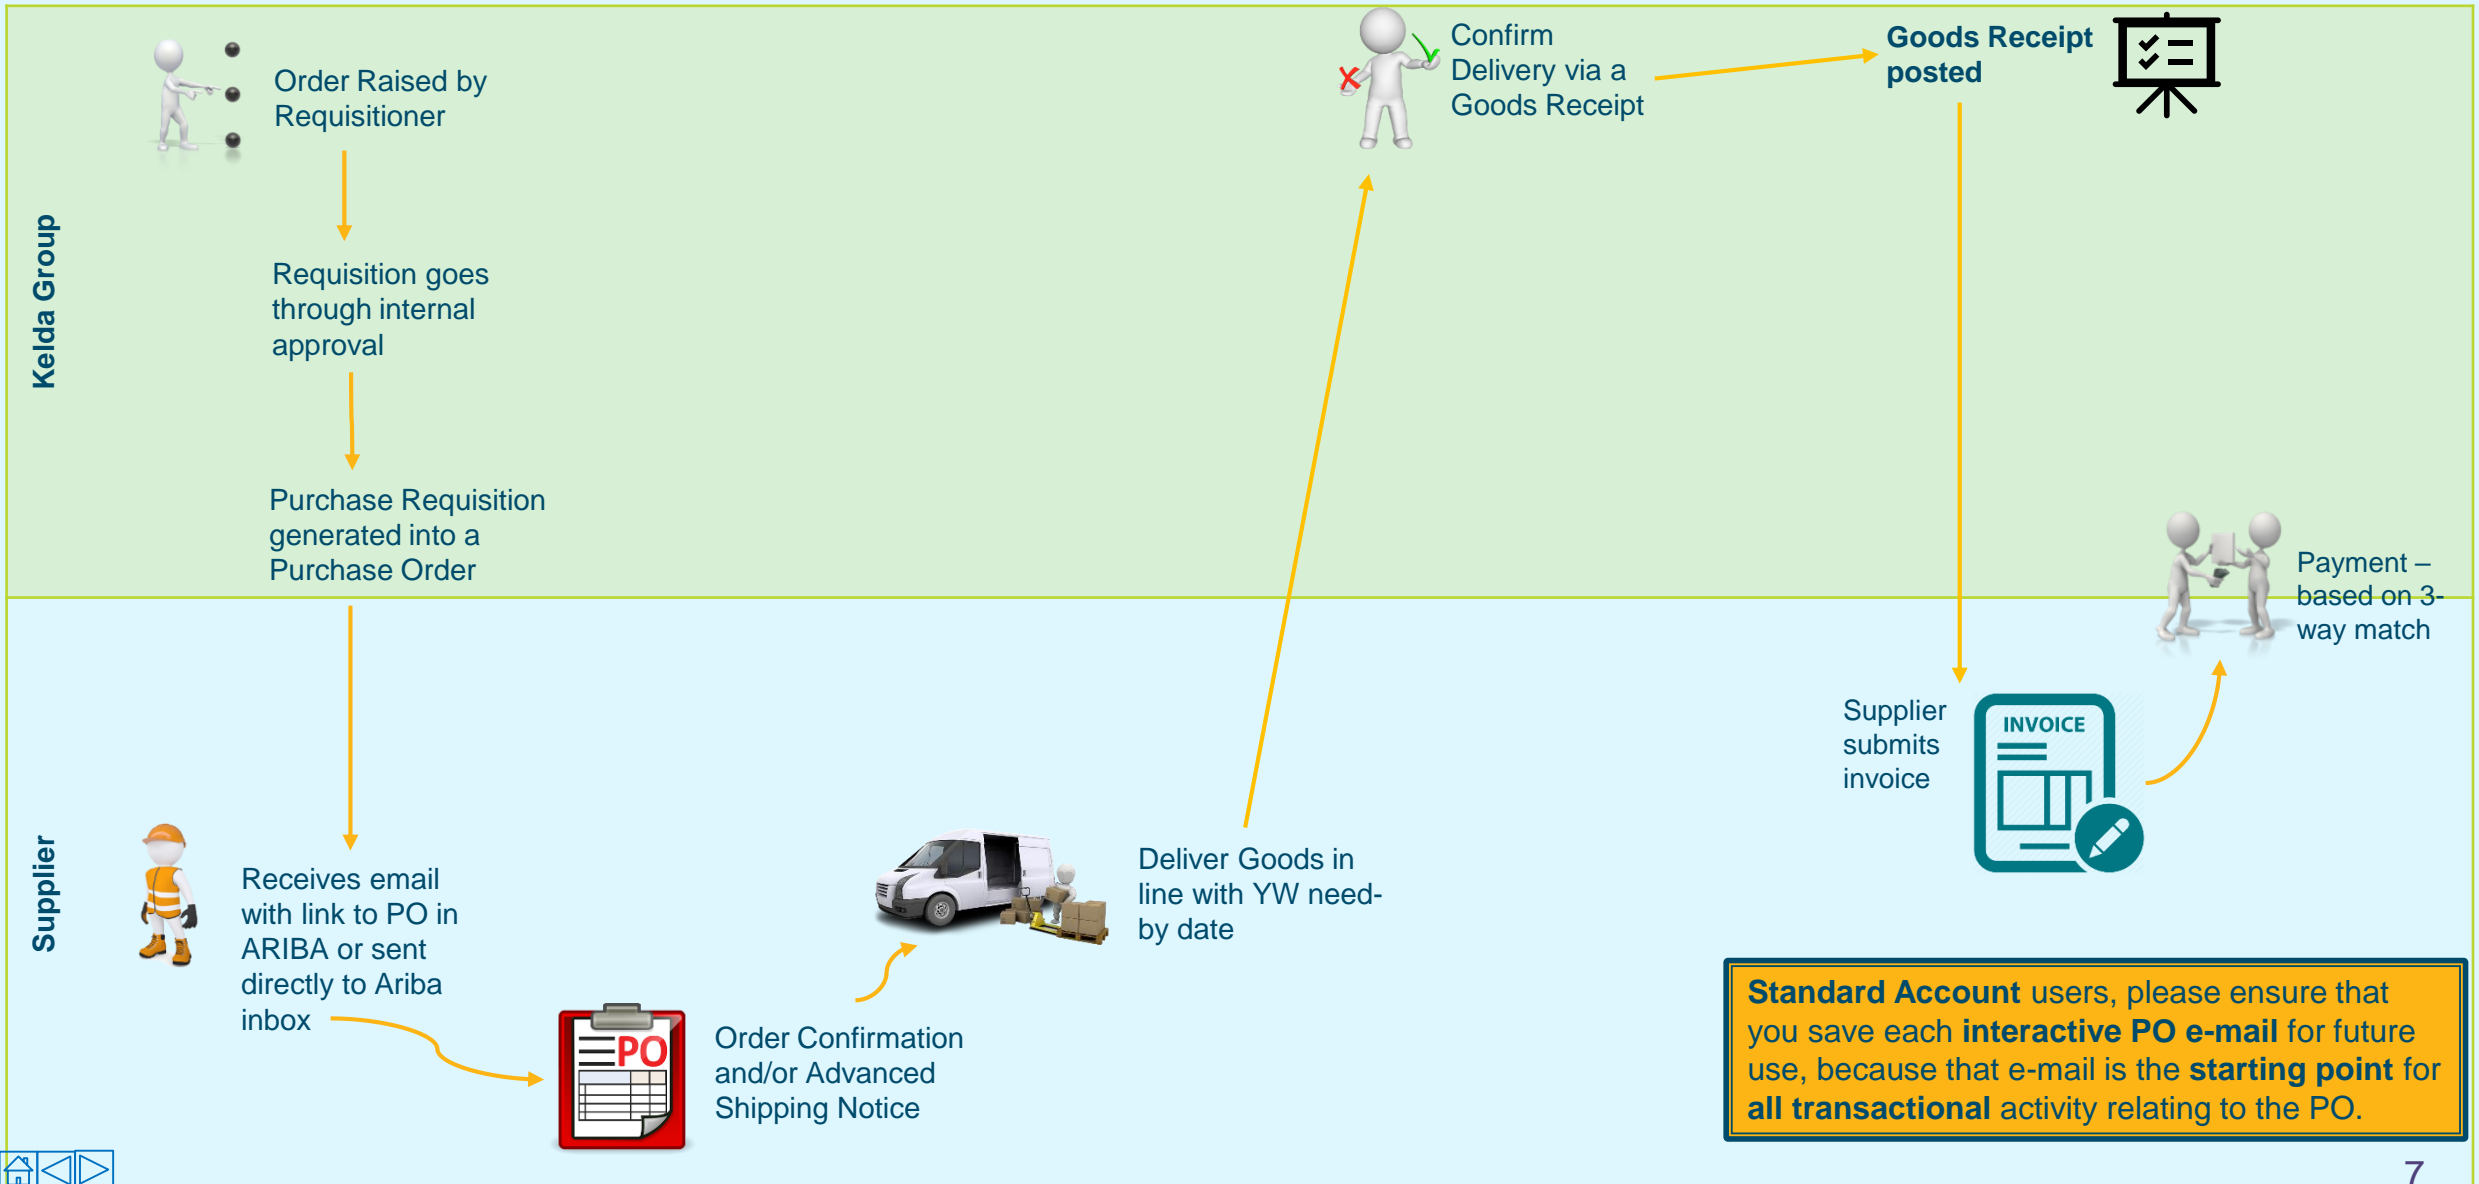 Kelda Group
Order Raised by
Requisitioner
Requisition goes
through internal
approval
Purchase Requisition
generated into a
Purchase Order
Confirm
Delivery via a
Goods Receipt
Goods Receipt
posted
Payment –
based on 3-
way match
Supplier
Receives email
with link to PO in
ARIBA or sent
directly to Ariba
inbox
PO
Order Confirmation
and/or Advanced
Shipping Notice
Deliver Goods in
line with YW need-
by date
Supplier
submits
invoice
INVOICE
Standard Account users, please ensure that
you save each interactive PO e-mail for future
use, because that e-mail is the starting point for
all transactional activity relating to the PO.
7